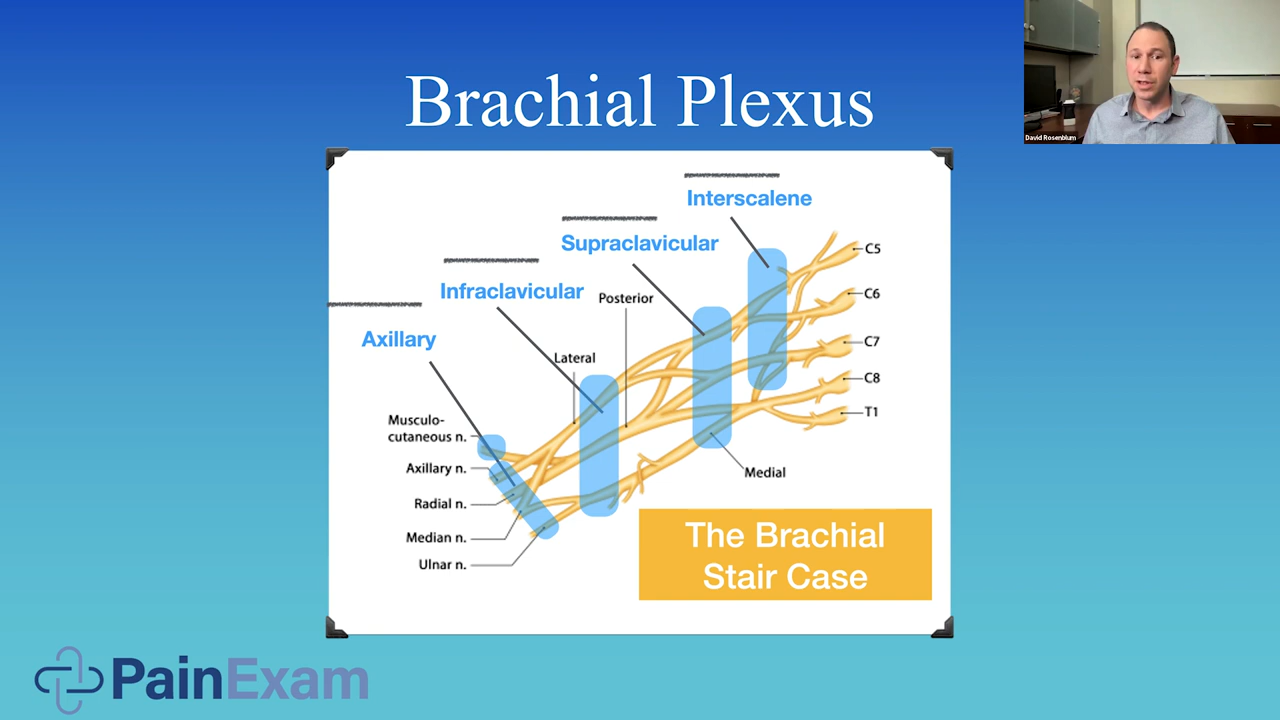 Brachial Plexus
David Rosenblum
Interscalene
Supraclavicular
Infraclavicular
Posterior
Axillary
Lateral
C5
C6
C7
C8
T1
Musculo-
cutaneous n.
Axillary n.
Radial n.
Median n.
Ulnar n.
Medial
The Brachial
Stair Case
PainExam